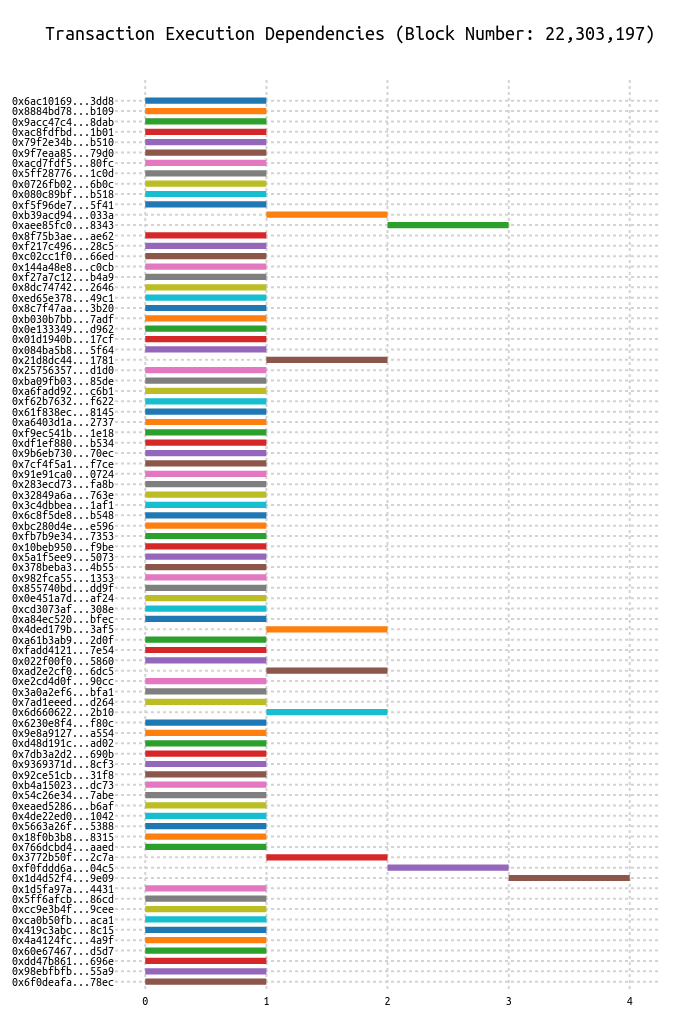 Transaction Execution Dependencies (Block Number: 22,303,197)
0x6ac10169...3dd8
0x8884bd78...b109
0x9acc47c4...8dab
0xac8fdfbd...1b01
0x79f2e34b...b510
0x9f7eaa85...79d0
0xacd7fdf5...80fc
0x5ff28776...1c0d
0x0726fb02...6b0c
0x080c89bf...b518
0xf5f96de7...5f41
0xb39acd94...033a
0xaee85fc0...8343
0x8f75b3ae...ae62
0xf217c496...28c5
0xc02cc1f0...66ed
0x144a48e8...c0cb
0xf27a7c12...b4a9
0x8dc74742...2646
0xed65e378...49c1
0x8c7f47aa...3b20
0xb030b7bb...7adf
0x0e133349...d962
0x01d1940b...17cf
0x084ba5b8...5f64
0x21d8dc44...1781
0x25756357...d1d0
0xba09fb03...85de
0xa6fadd92...c6b1
0xf62b7632...f622
0x61f838ec...8145
0xa6403d1a...2737
0xf9ec541b...1e18
0xdf1ef880...b534
0x9b6eb730...70ec
0x7cf4f5a1...f7ce
0x91e91ca0...0724
0x283ecd73...fa8b
0x32849a6a...763e
0x3c4dbbea...1af1
0x6c8f5de8...b548
0xbc280d4e...e596
0xfb7b9e34...7353
0x10beb950...f9be
0x5a1f5ee9...5073
0x378beba3...4b55
0x982fca55...1353
0x855740bd...dd9f
0x0e451a7d...af24
0xcd3073af...308e
0xa84ec520...bfec
0x4ded179b...3af5
0xa61b3ab9...2d0f
0xfadd4121...7e54
0x022f00f0...5860
0xad2e2cf0...6dc5
0xe2cd4d0f...90cc
0x3a0a2ef6...bfa1
0x7ad1eeed...d264
0x6d660622...2b10
0x6230e8f4...f80c
0x9e8a9127...a554
0xd48d191c...ad02
0x7db3a2d2...690b
0x9369371d...8cf3
0x92ce51cb...31f8
0xb4a15023...dc73
0x54c26e34...7abe
0xeaed5286...b6af
0x4de22ed0...1042
0x5663a26f...5388
0x18f0b3b8...8315
0x766dcbd4...aaed
0x3772b50f...2c7a
0xf0fddd6a...04c5
0x1d4d52f4...9e09
0x1d5fa97a...4431
0x5ff6afcb...86cd
0xcc9e3b4f...9cee
0xca0b50fb...aca1
0x419c3abc...8c15
0x4a4124fc...4a9f
0x60e67467...d5d7
0xdd47b861...696e
0x98ebfbfb...55a9
0x6f0deafa...78ec
0 1 2 3 4